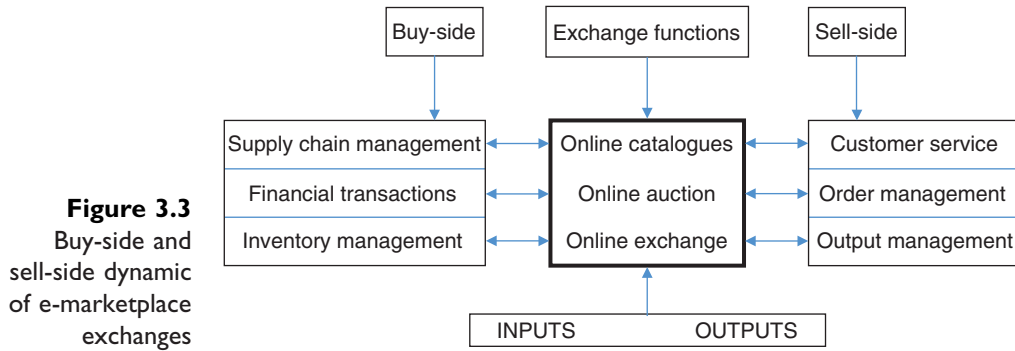 Buy-side
Exchange functions
Sell-side
Supply chain management
Online catalogues
Customer service
Financial transactions
Online auction
Order management
Inventory management
Online exchange
Output management
INPUTS OUTPUTS
Figure 3.3
Buy-side and
sell-side dynamic
of e-marketplace
exchanges